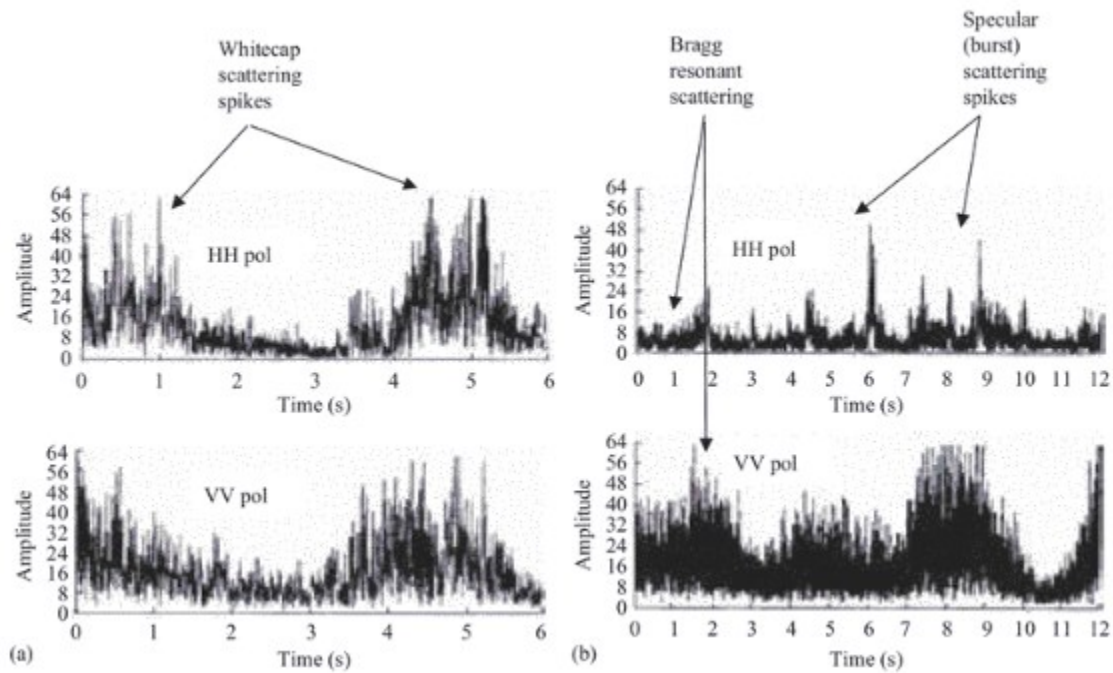 Whitecap
scattering
spikes
64
56
48
40
32
24
16
8
0
Amplitude
HH pol
0 1 2 3 4 5 6
Time (s)
64
56
48
40
32
24
16
8
0
Amplitude
VV pol
0 1 2 3 4 5 6
Time (s)
(a)
Bragg
resonant
scattering
Specular
(burst)
scattering
spikes
64
56
48
40
32
24
16
8
0
Amplitude
HH pol
0 1 2 3 4 5 6 7 8 9 10 11 12
Time (s)
64
56
48
40
32
24
16
8
0
Amplitude
VV pol
0 1 2 3 4 5 6 7 8 9 10 11 12
Time (s)
(b)